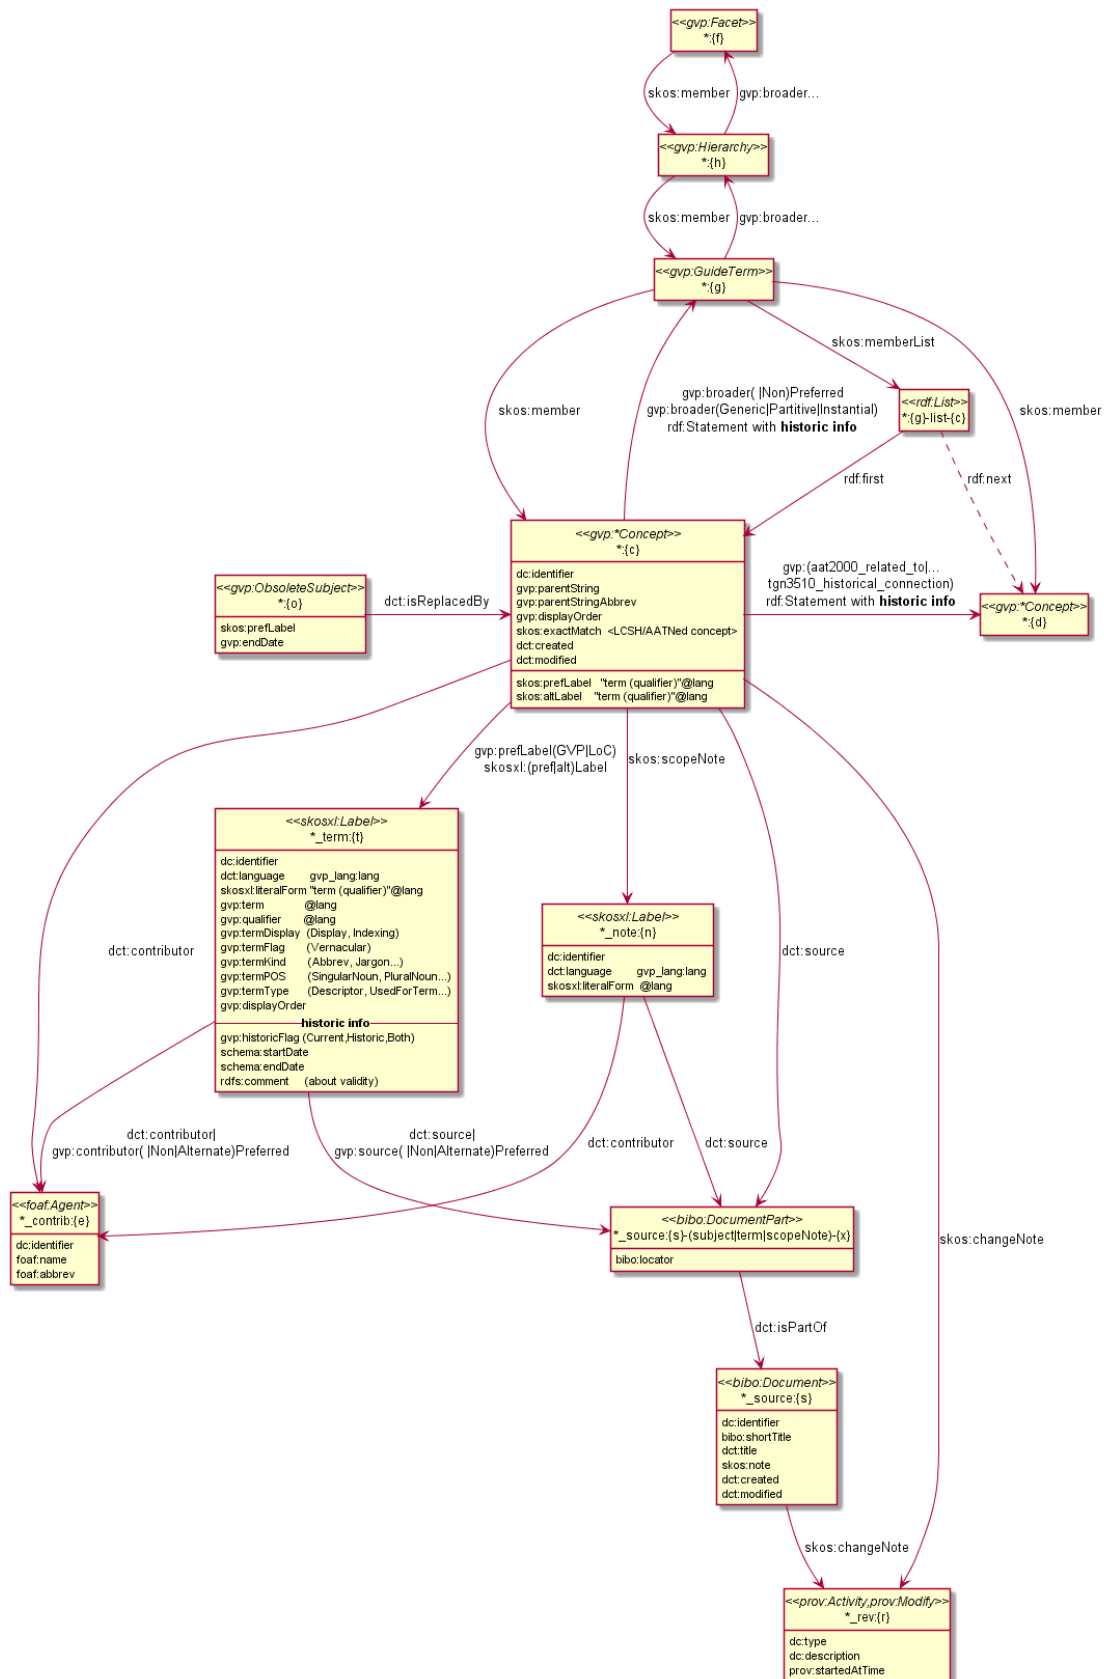 <<gvp:Facet>>
*:{f}
skos:member
gvp:broader...
<<gvp:Hierarchy>>
*:{h}
skos:member
gvp:broader...
<<gvp:GuideTerm>>
*:{g}
skos:memberList
gvp:broader( |Non)Preferred
gvp:broader(Generic|Partitive|Instantial)
rdf:Statement with historic info
<<rdf:List>>
*:{g}-list-{c}
skos:member
skos:member
rdf:first
rdf:next
<<gvp:*Concept>>
*:{c}
dc:identifier
gvp:parentString
gvp:parentStringAbbrev
gvp:displayOrder
skos:exactMatch <LCSH/AATNed concept>
dct:created
dct:modified
skos:prefLabel "term (qualifier)"@lang
skos:altLabel "term (qualifier)"@lang
<<gvp:ObsoleteSubject>>
*:{o}
skos:prefLabel
gvp:endDate
dct:isReplacedBy
gvp:(aat2000_related_to|...
tgn3510_historical_connection)
rdf:Statement with historic info
<<gvp:*Concept>>
*:{d}
gvp:prefLabel(GVP|LoC)
skosxl:(pref|alt)Label
skos:scopeNote
<<skosxl:Label>>
*_term:{t}
dc:identifier
dct:language gvp_lang:lang
skosxl:literalForm "term (qualifier)"@lang
gvp:term @lang
gvp:qualifier @lang
gvp:termDisplay (Display, Indexing)
gvp:termFlag (Vernacular)
gvp:termKind (Abbrev, Jargon...)
gvp:termPOS (SingularNoun, PluralNoun...)
gvp:termType (Descriptor, UsedForTerm...)
gvp:displayOrder
historic info
gvp:historicFlag (Current,Historic,Both)
schema:startDate
schema:endDate
rdfs:comment (about validity)
<<skosxl:Label>>
*_note:{n}
dc:identifier
dct:language gvp_lang:lang
skosxl:literalForm @lang
dct:contributor
dct:source
dct:contributor|
gvp:contributor( |Non|Alternate)Preferred
dct:source|
gvp:source( |Non|Alternate)Preferred
dct:contributor
dct:source
<<foaf:Agent>>
*_contrib:{e}
dc:identifier
foaf:name
foaf:abbrev
<<bibo:DocumentPart>>
*_source:{s}-(subject|term|scopeNote)-{x}
bibo:locator
skos:changeNote
dct:isPartOf
<<bibo:Document>>
*_source:{s}
dc:identifier
bibo:shortTitle
dct:title
skos:note
dct:created
dct:modified
skos:changeNote
<<prov:Activity,prov:Modify>>
*_rev:{r}
dc:type
dc:description
prov:startedAtTime